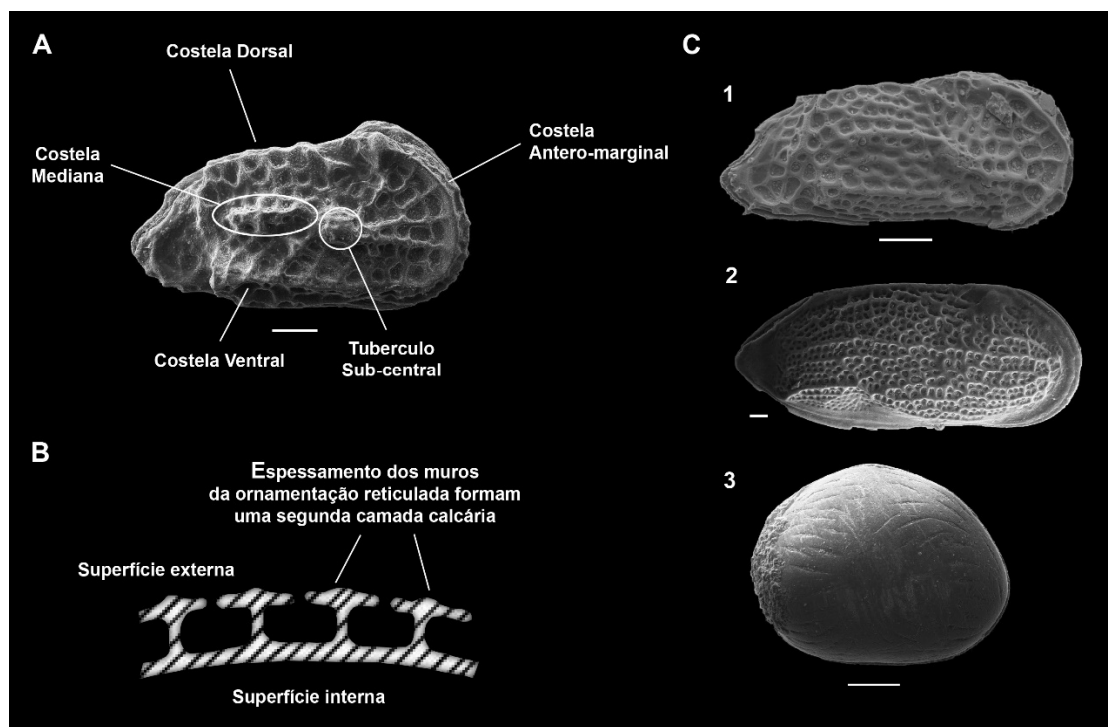 A
Costela Dorsal
Costela
Mediana
Costela
Antero-marginal
Costela Ventral
Tuberculo
Sub-central
B
Espessamento dos muros
da ornamentação reticulada formam
uma segunda camada calcária
Superfície externa
Superfície interna
C
1
2
3